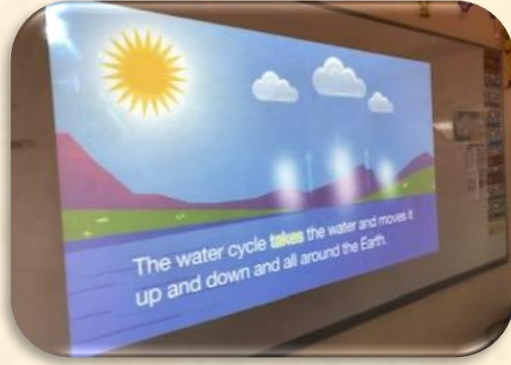 The water cycle takes the water and moves it
up and down and all around the Earth.